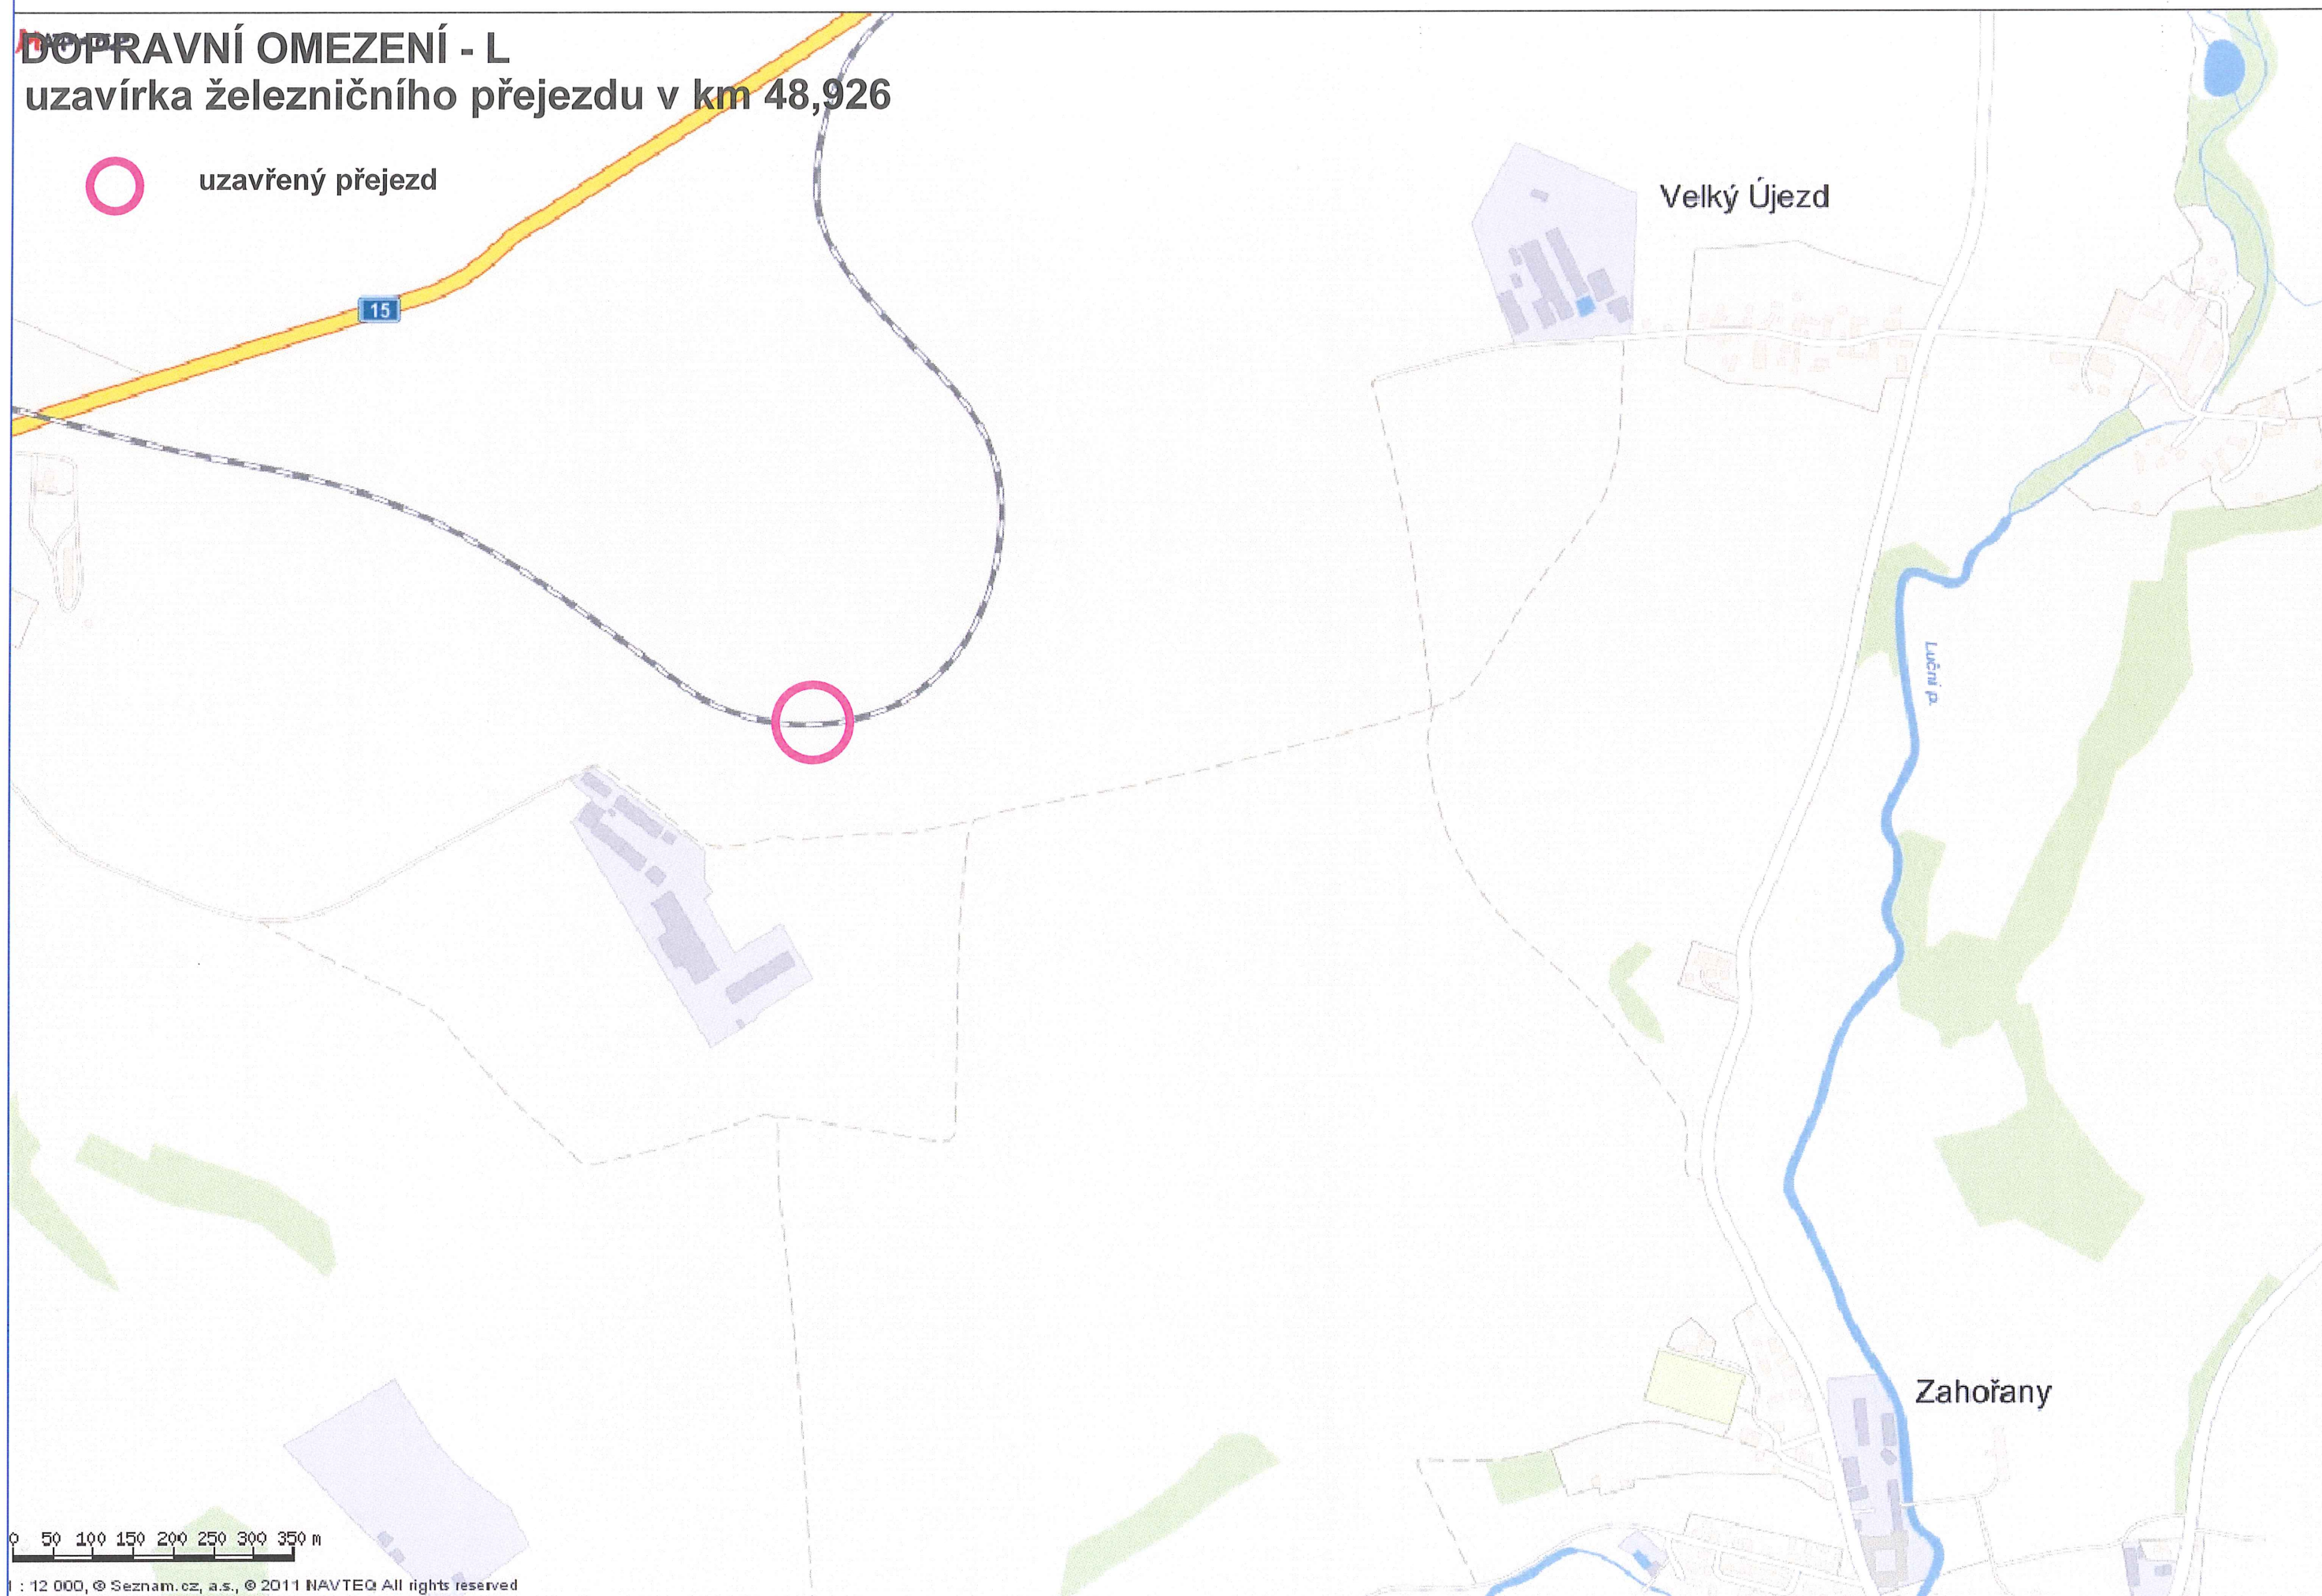 DOPRAVNÍ OMEZENÍ - L
uzavírka železničního přejezdu v km 48,926
uzavřený přejezd
15
Velký Újezd
Luční p.
Zahořany
0 50 100 150 200 250 300 350 m
1 : 12 000, © Seznam.cz, a.s., © 2011 NAVTEQ All rights reserved